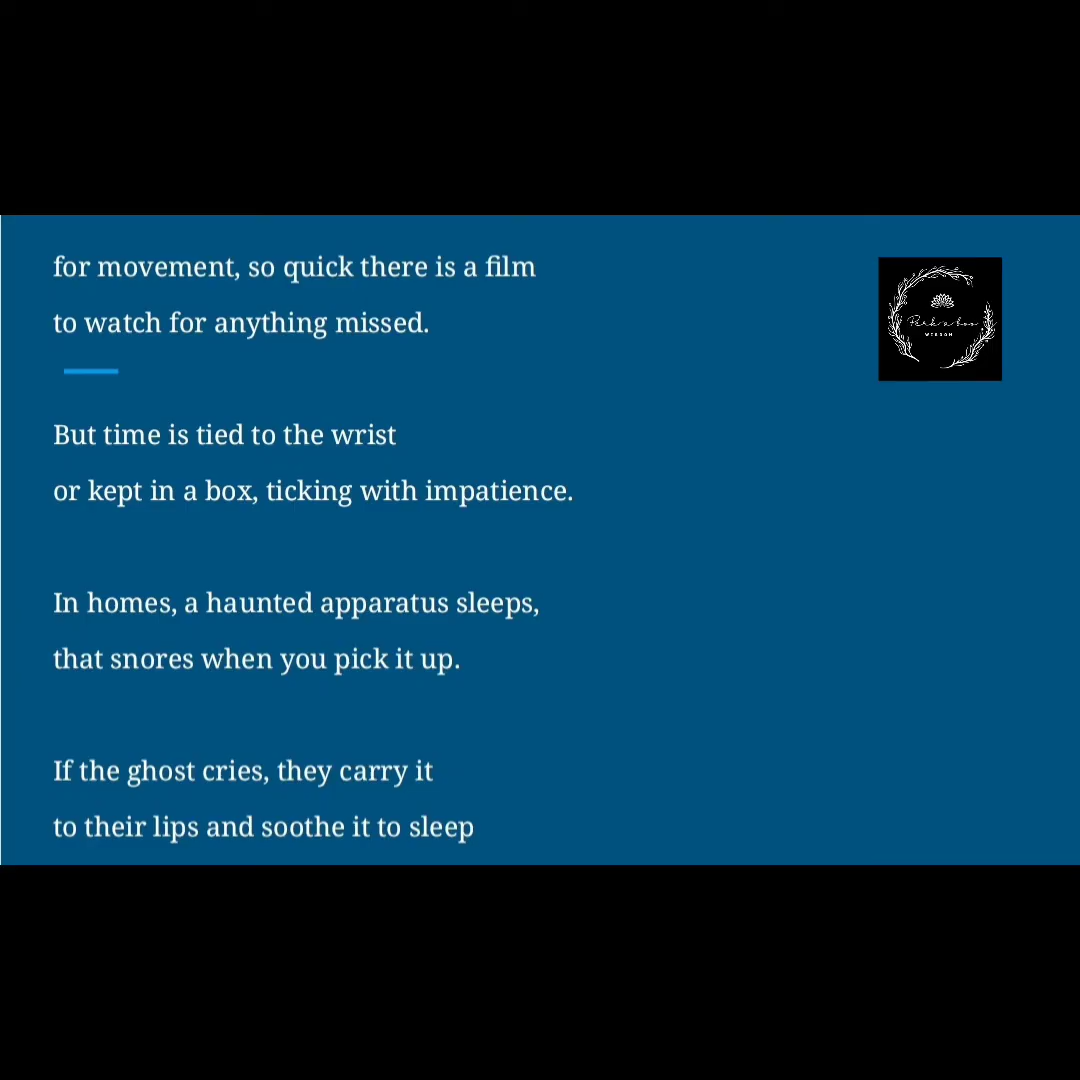 for movement, so quick there is a film
to watch for anything missed.
But time is tied to the wrist
or kept in a box, ticking with impatience.
In homes, a haunted apparatus sleeps,
that snores when you pick it up.
If the ghost cries, they carry it
to their lips and soothe it to sleep
WISDOM